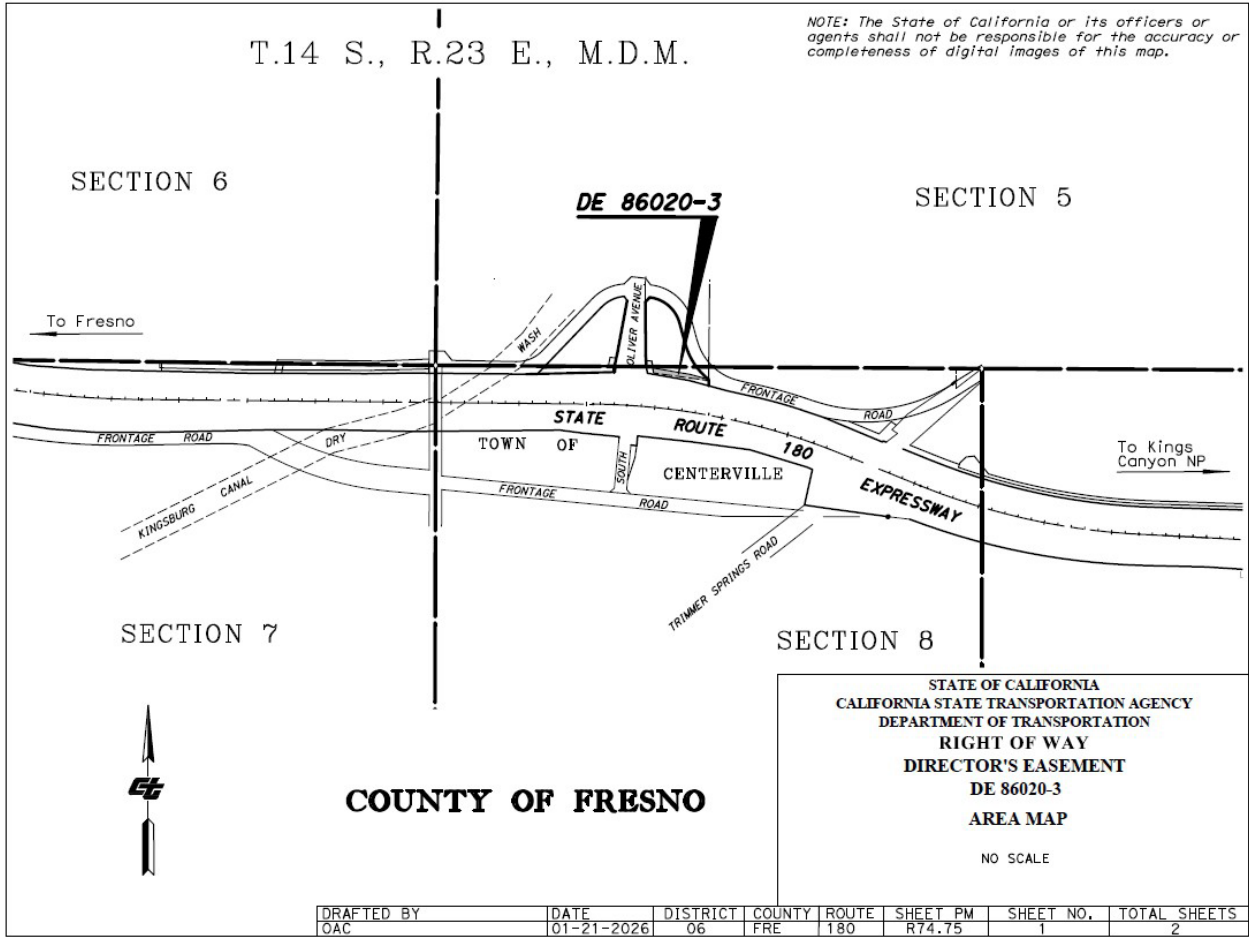 NOTE: The State of California or its officers or
agents shall not be responsible for the accuracy or
completeness of digital images of this map.
T.14 S., R.23 E., M.D.M.
SECTION 6
SECTION 5
DE 86020-3
To Fresno
OLIVER AVENUE
WASH
FRONTAGE
ROAD
STATE
ROUTE
180
EXPRESSWAY
To Kings
Canyon NP
FRONTAGE ROAD
DRY
TOWN OF
CENTERVILLE
SOUTH
KINGSBURG
CANAL
FRONTAGE
ROAD
TRIMMER SPRINGS ROAD
SECTION 7
SECTION 8
Ct
COUNTY OF FRESNO
STATE OF CALIFORNIA
CALIFORNIA STATE TRANSPORTATION AGENCY
DEPARTMENT OF TRANSPORTATION
RIGHT OF WAY
DIRECTOR'S EASEMENT
DE 86020-3
AREA MAP
NO SCALE
DRAFTED BY DATE DISTRICT COUNTY ROUTE SHEET PM SHEET NO. TOTAL SHEETS
OAC 01-21-2026 06 FRE 180 R74.75 1 2